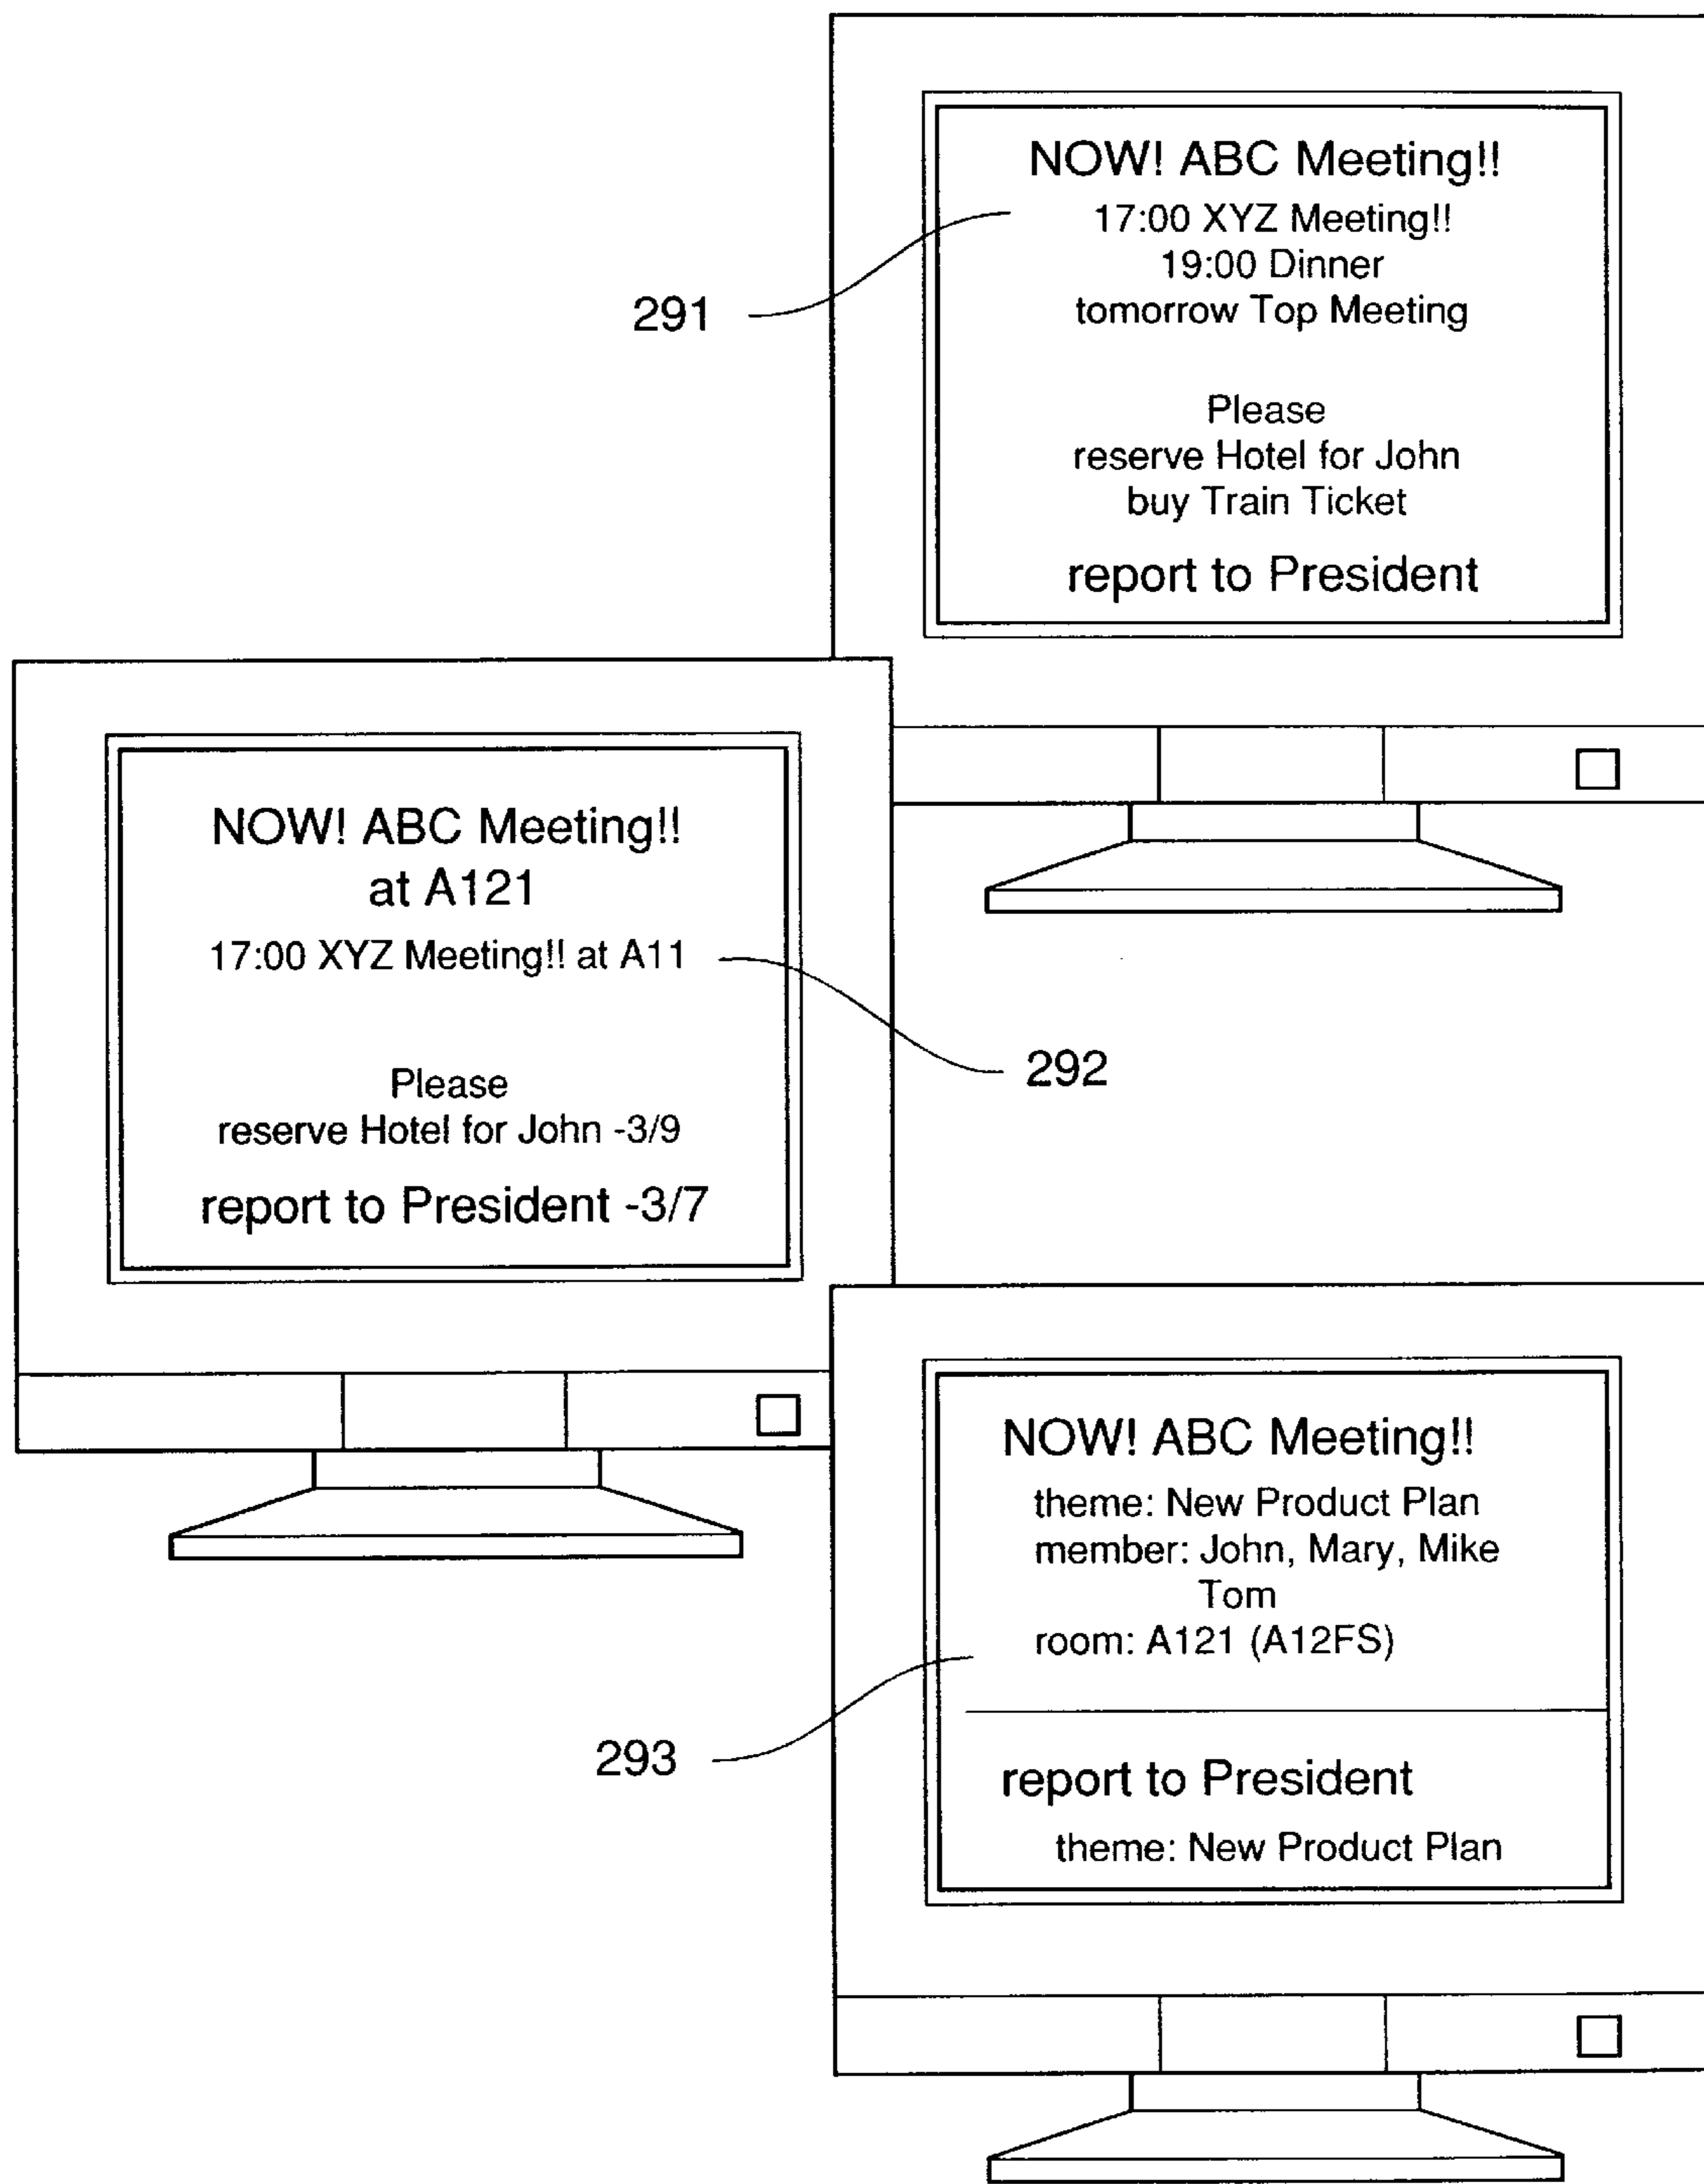 NOW! ABC Meeting!!
17:00 XYZ Meeting!!
19:00 Dinner
tomorrow Top Meeting
291
Please
reserve Hotel for John
buy Train Ticket
report to President
NOW! ABC Meeting!!
at A121
17:00 XYZ Meeting!! at A11
292
Please
reserve Hotel for John -3/9
report to President -3/7
NOW! ABC Meeting!!
theme: New Product Plan
member: John, Mary, Mike
Tom
room: A121 (A12FS)
293
report to President
theme: New Product Plan